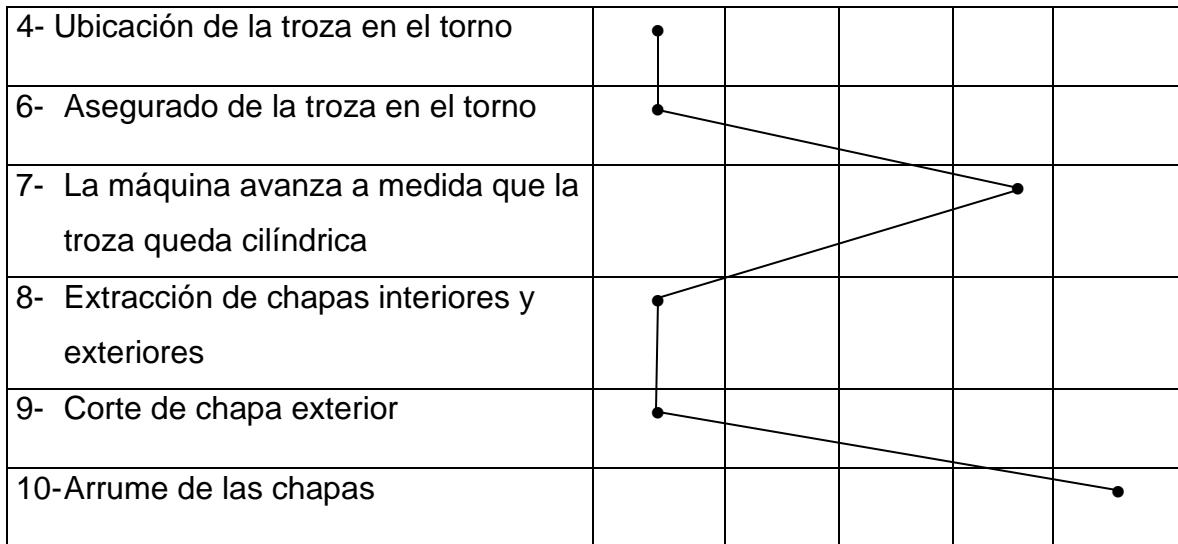 4- Ubicación de la troza en el torno
6- Asegurado de la troza en el torno
7- La máquina avanza a medida que la
troza queda cilíndrica
8- Extracción de chapas interiores y
exteriores
9- Corte de chapa exterior
10-Arrume de las chapas